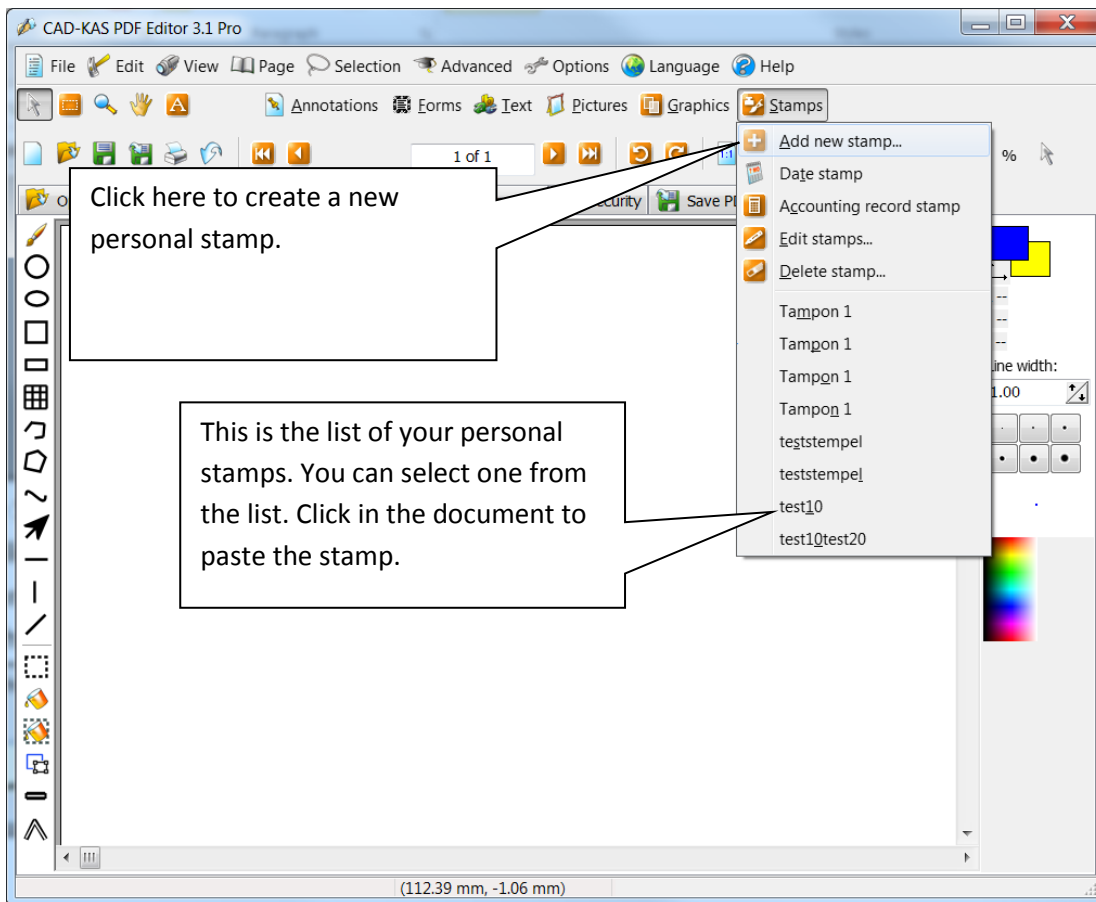 CAD-KAS PDF Editor 3.1 Pro
File Edit View Page Selection Advanced Options Language Help
Annotations Forms Text Pictures Graphics Stamps
1 of 1
1:1
%
Save
Add new stamp...
Date stamp
Accounting record stamp
Edit stamps...
Delete stamp...
Tampon 1
Tampon 1
Tampon 1
Tampon 1
teststempel
teststempel
test10
test10test20
Click here to create a new
personal stamp.
This is the list of your personal
stamps. You can select one from
the list. Click in the document to
paste the stamp.
--
--
--
width:
1.00
(112.39 mm, -1.06 mm)